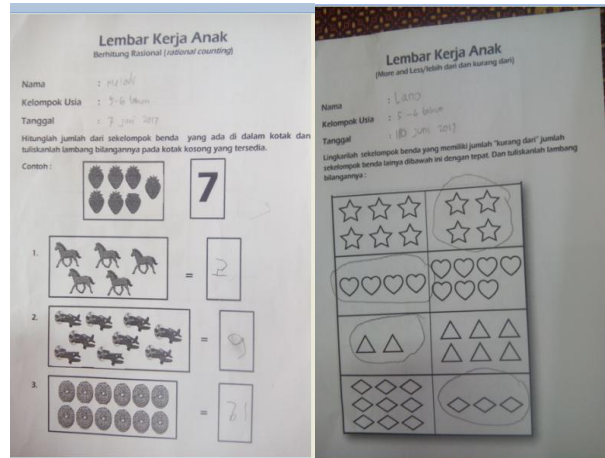 Lembar Kerja Anak
Berhitung Rasional (rational counting)
Nama : Melodi
Kelompok Usia : 5-6 tahun
Tanggal : 7 juni 2017
Hitunglah jumlah dari sekelompok benda yang ada di dalam kotak dan
tuliskanlah lambang bilangannya pada kotak kosong yang tersedia.
Contoh :
7
1.
=
2.
= 9
3.
=
Lembar Kerja Anak
(More and Less/lebih dari dan kurang dari)
Nama : Lang
Kelompok Usia : 5-6 tahun
Tanggal : 10 juni 2017
Lingkarilah sekelompok benda yang memiliki jumlah "kurang dari" jumlah
sekelompok benda lainya dibawah ini dengan tepat. Dan tuliskanlah lambang
bilangannya :